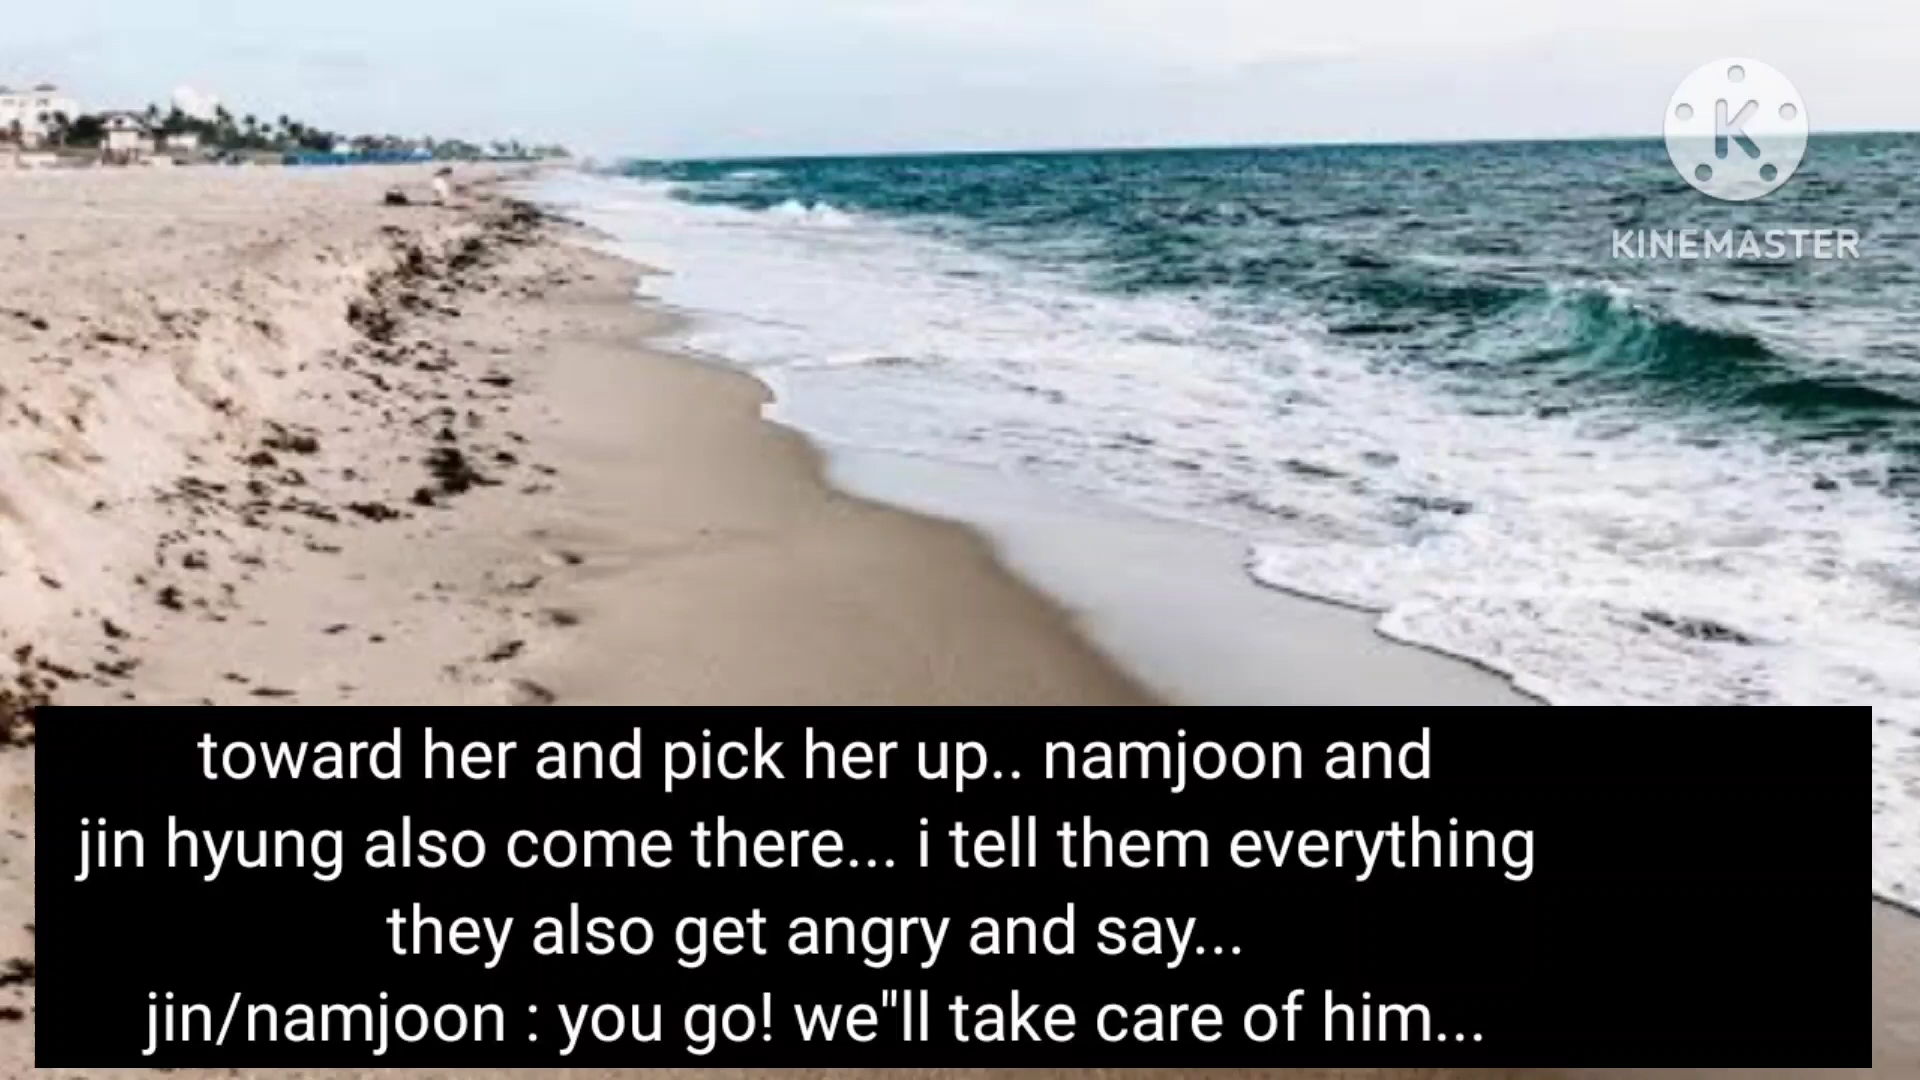 K
KINEMASTER
toward her and pick her up.. namjoon and
jin hyung also come there... i tell them everything
they also get angry and say...
jin/namjoon : you go! we"ll take care of him...